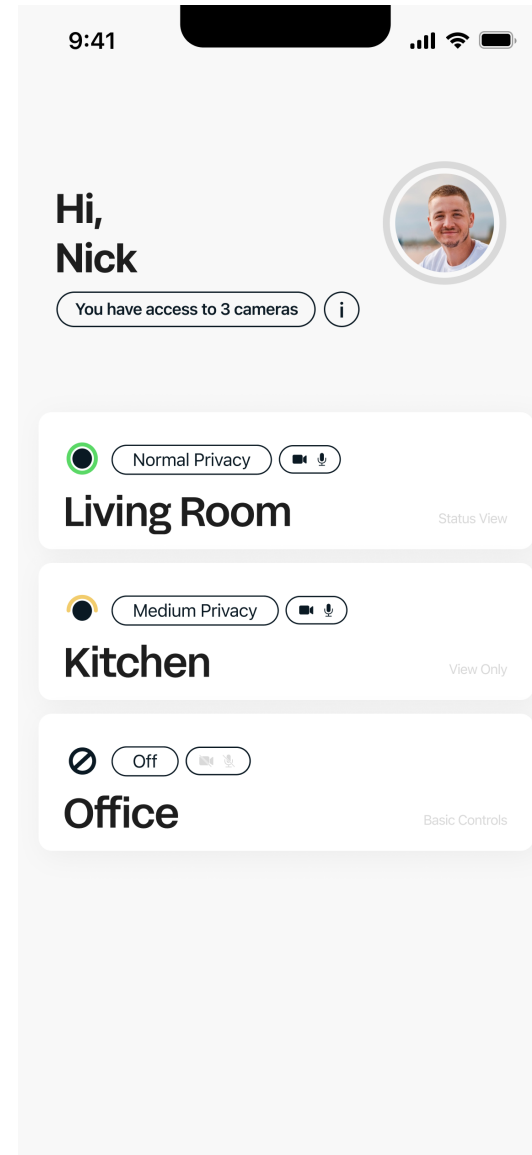 9:41
Hi,
Nick
You have access to 3 cameras
i
Normal Privacy
Living Room
Status View
Medium Privacy
Kitchen
View Only
Off
Office
Basic Controls